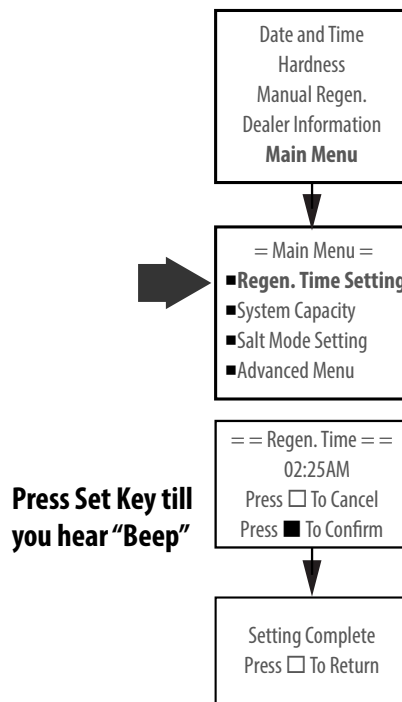 Date and Time
Hardness
Manual Regen.
Dealer Information
Main Menu
= Main Menu =
■Regen. Time Setting
■System Capacity
■Salt Mode Setting
■Advanced Menu
= = Regen. Time = =
02:25AM
Press □ To Cancel
Press ■ To Confirm
Press Set Key till
you hear “Beep”
Setting Complete
Press □ To Return